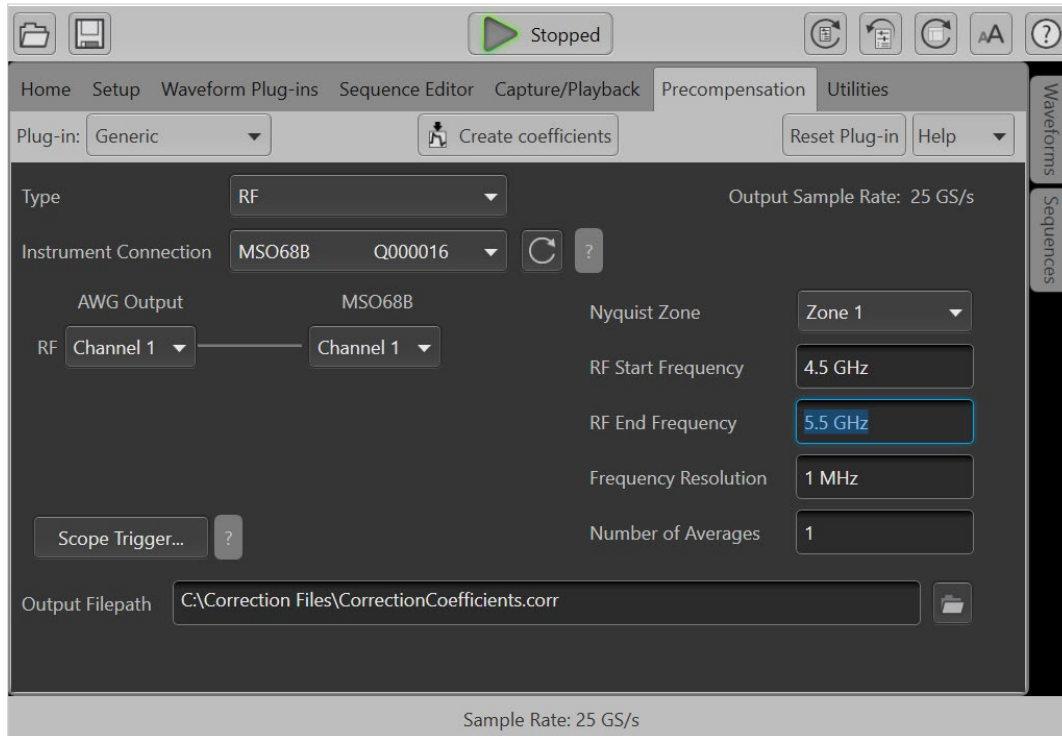 Stopped
AA
?
Home Setup Waveform Plug-ins Sequence Editor Capture/Playback Precompensation Utilities
Plug-in: Generic Create coefficients Reset Plug-in Help
Waveforms
Sequences
Type RF Output Sample Rate: 25 GS/s
Instrument Connection MSO68B Q000016 ?
AWG Output MSO68B
RF Channel 1 Channel 1
Nyquist Zone Zone 1
RF Start Frequency 4.5 GHz
RF End Frequency 5.5 GHz
Frequency Resolution 1 MHz
Number of Averages 1
Scope Trigger... ?
Output Filepath C:\Correction Files\CorrectionCoefficients.corr
Sample Rate: 25 GS/s